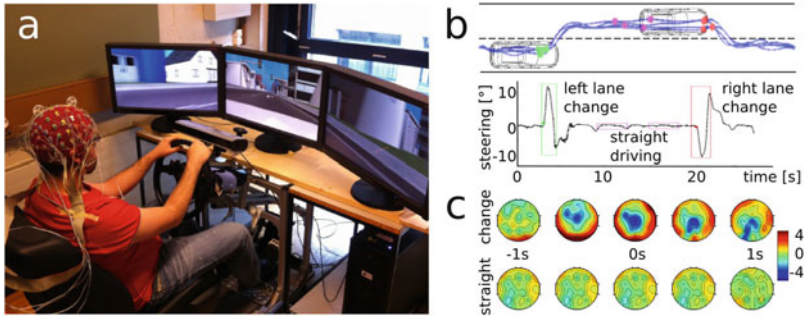 a
b
10
0
-10
steering [°]
left lane
change
straight
driving
right lane
change
0
10
20
time [s]
c
change
-1s
0s
1s
straight
4
0
-4